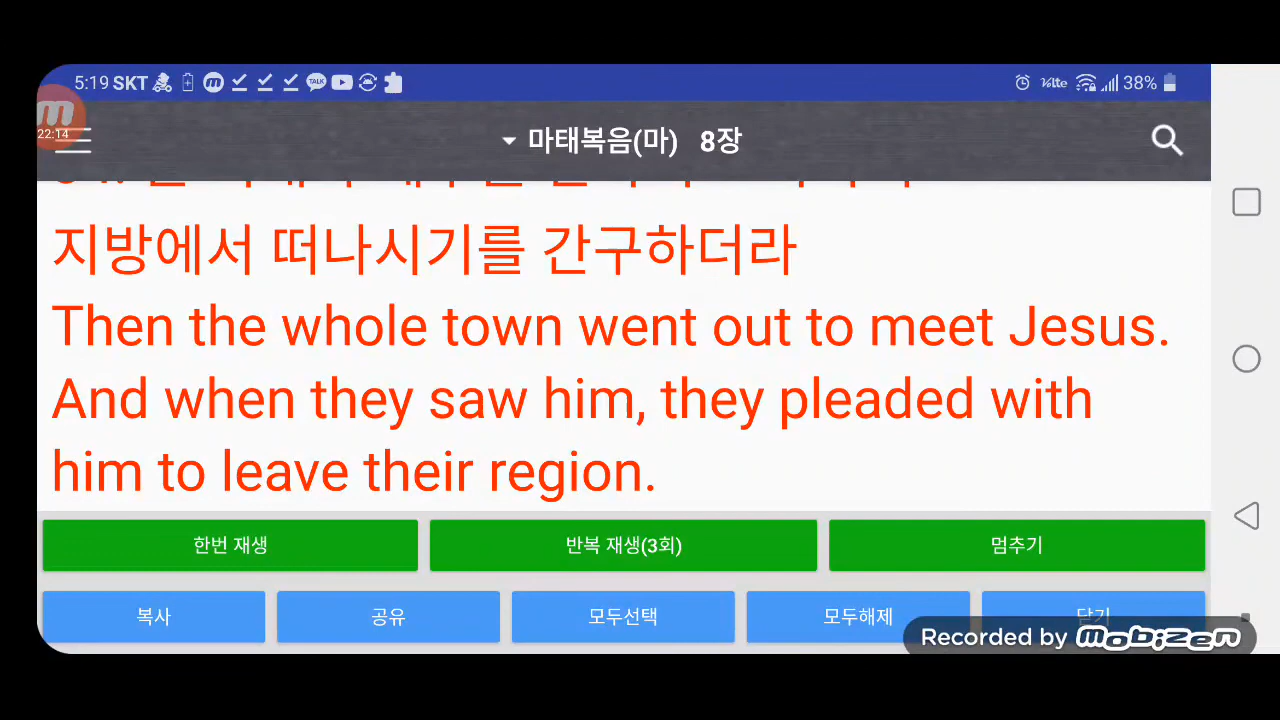 5:19 SKT
TALK
VoLTE
38%
m
22:14
마태복음(마) 8장
지방에서 떠나시기를 간구하더라
Then the whole town went out to meet Jesus.
And when they saw him, they pleaded with
him to leave their region.
한번 재생
반복 재생(3회)
멈추기
복사
공유
모두선택
모두해제
닫기
Recorded by mobizen